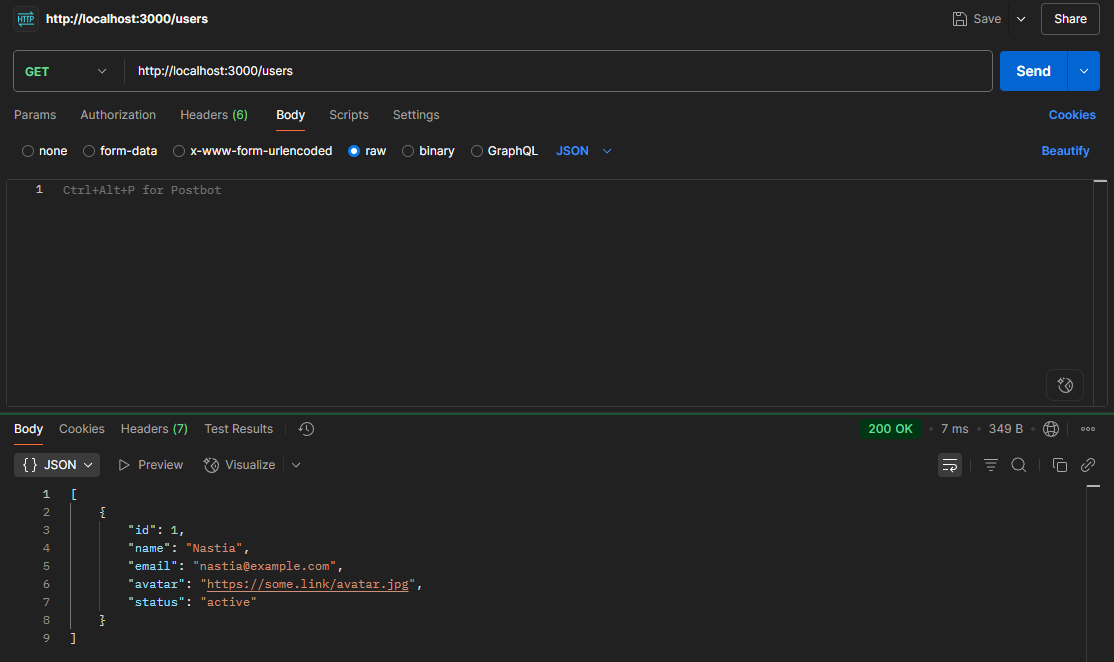 HTTP http://localhost:3000/users Save Share
GET http://localhost:3000/users Send
Params Authorization Headers (6) Body Scripts Settings Cookies
none form-data x-www-form-urlencoded raw binary GraphQL JSON Beautify
1 Ctrl+Alt+P for Postbot
Body Cookies Headers (7) Test Results 200 OK • 7 ms • 349 B •
{} JSON Preview Visualize
1 [
2 {
3 "id": 1,
4 "name": "Nastia",
5 "email": "nastia@example.com",
6 "avatar": "https://some.link/avatar.jpg",
7 "status": "active"
8 }
9 ]